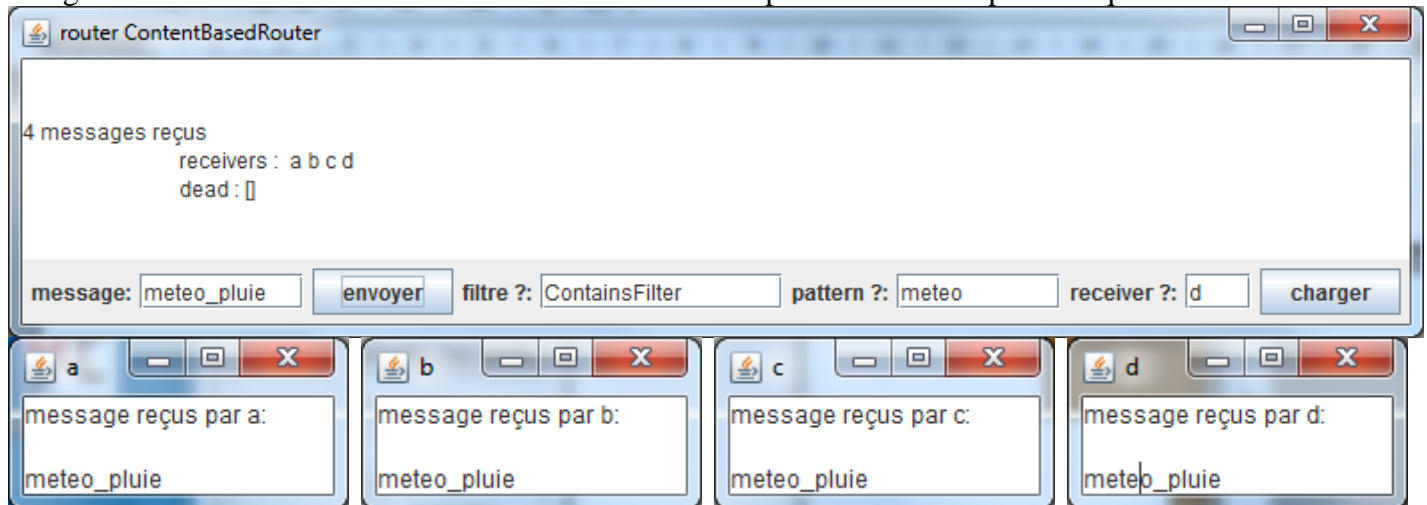 router ContentBasedRouter
4 messages reçus
receivers : a b c d
dead : []
message: meteo_pluie envoyer filtre ?: ContainsFilter pattern ?: meteo receiver ?: d charger
a b c d
message reçus par a: message reçus par b: message reçus par c: message reçus par d:
meteo_pluie meteo_pluie meteo_pluie meteo_pluie